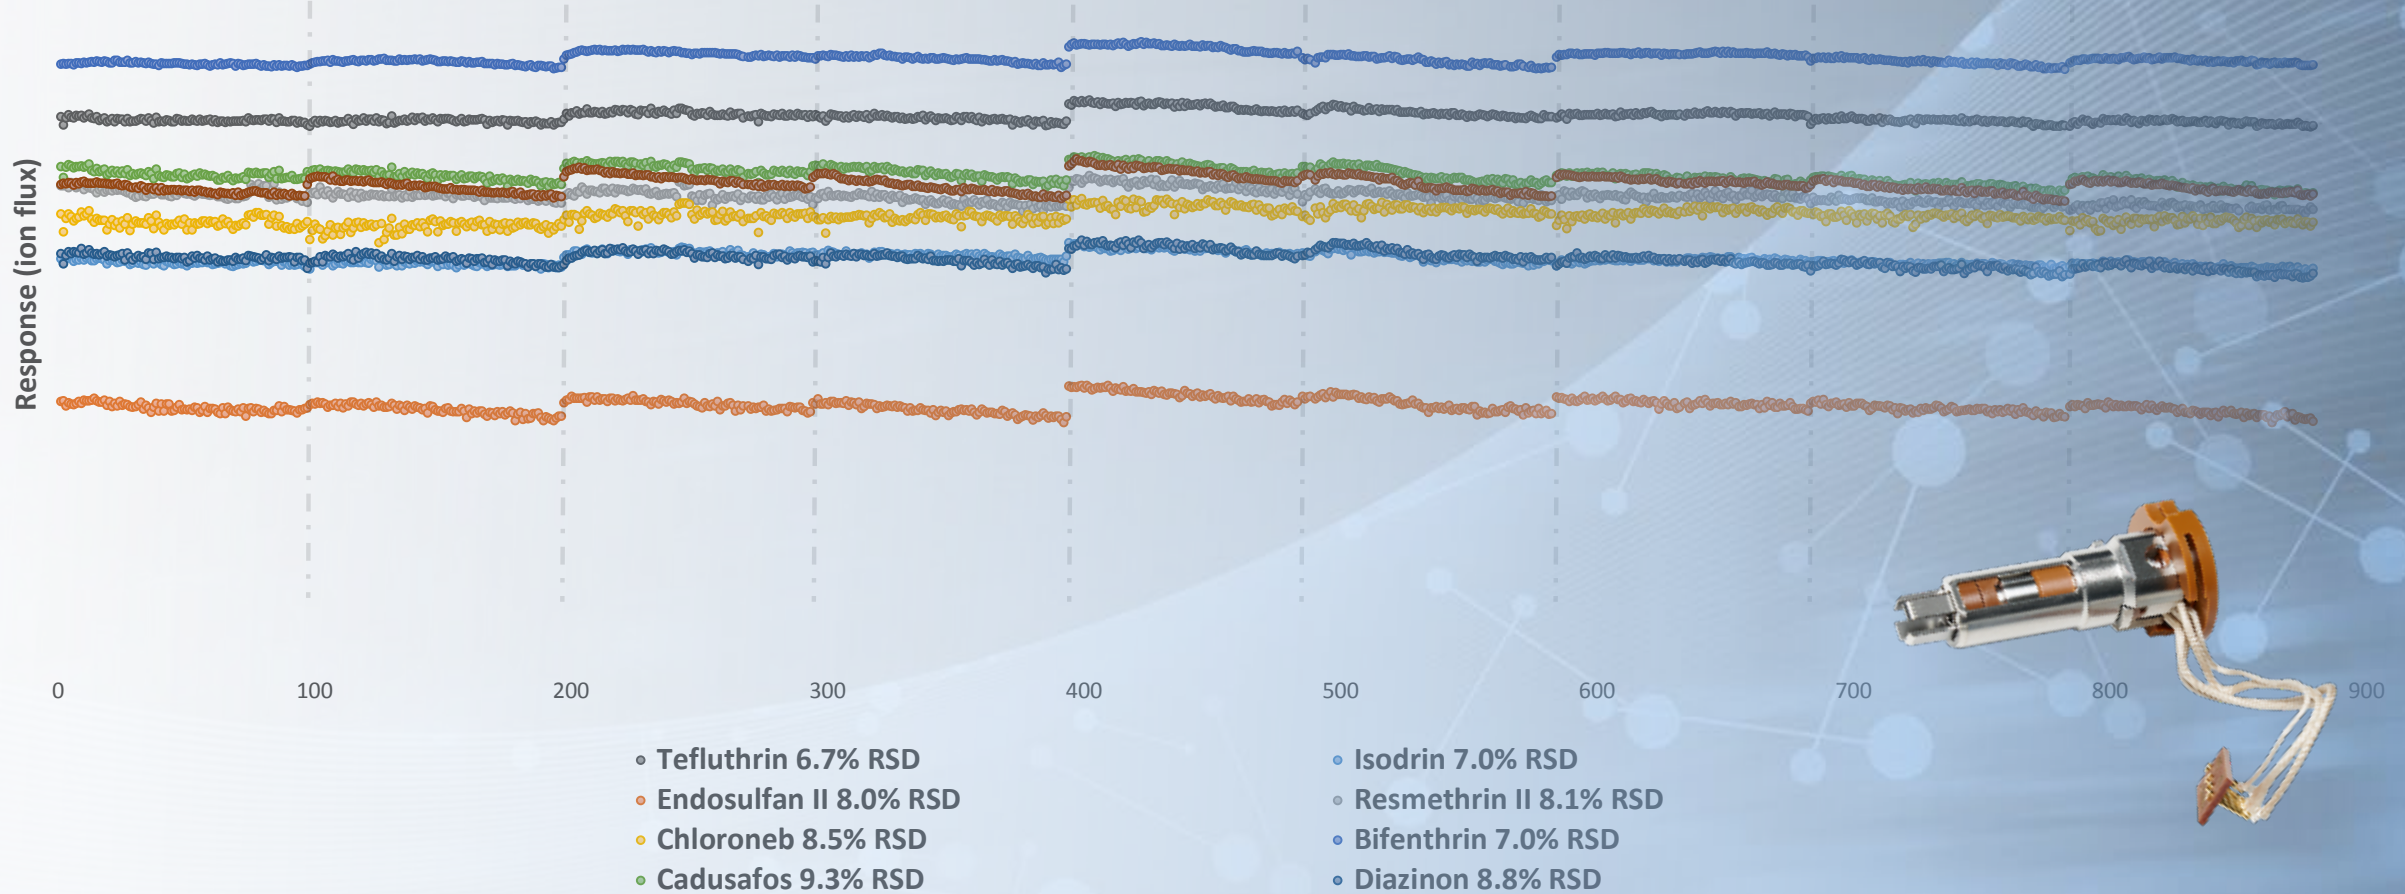 Response (ion flux)
0 100 200 300 400 500 600 700 800 900
Tefluthrin 6.7% RSD
Isodrin 7.0% RSD
Endosulfan II 8.0% RSD
Resmethrin II 8.1% RSD
Chloroneb 8.5% RSD
Bifenthrin 7.0% RSD
Cadusafos 9.3% RSD
Diazinon 8.8% RSD